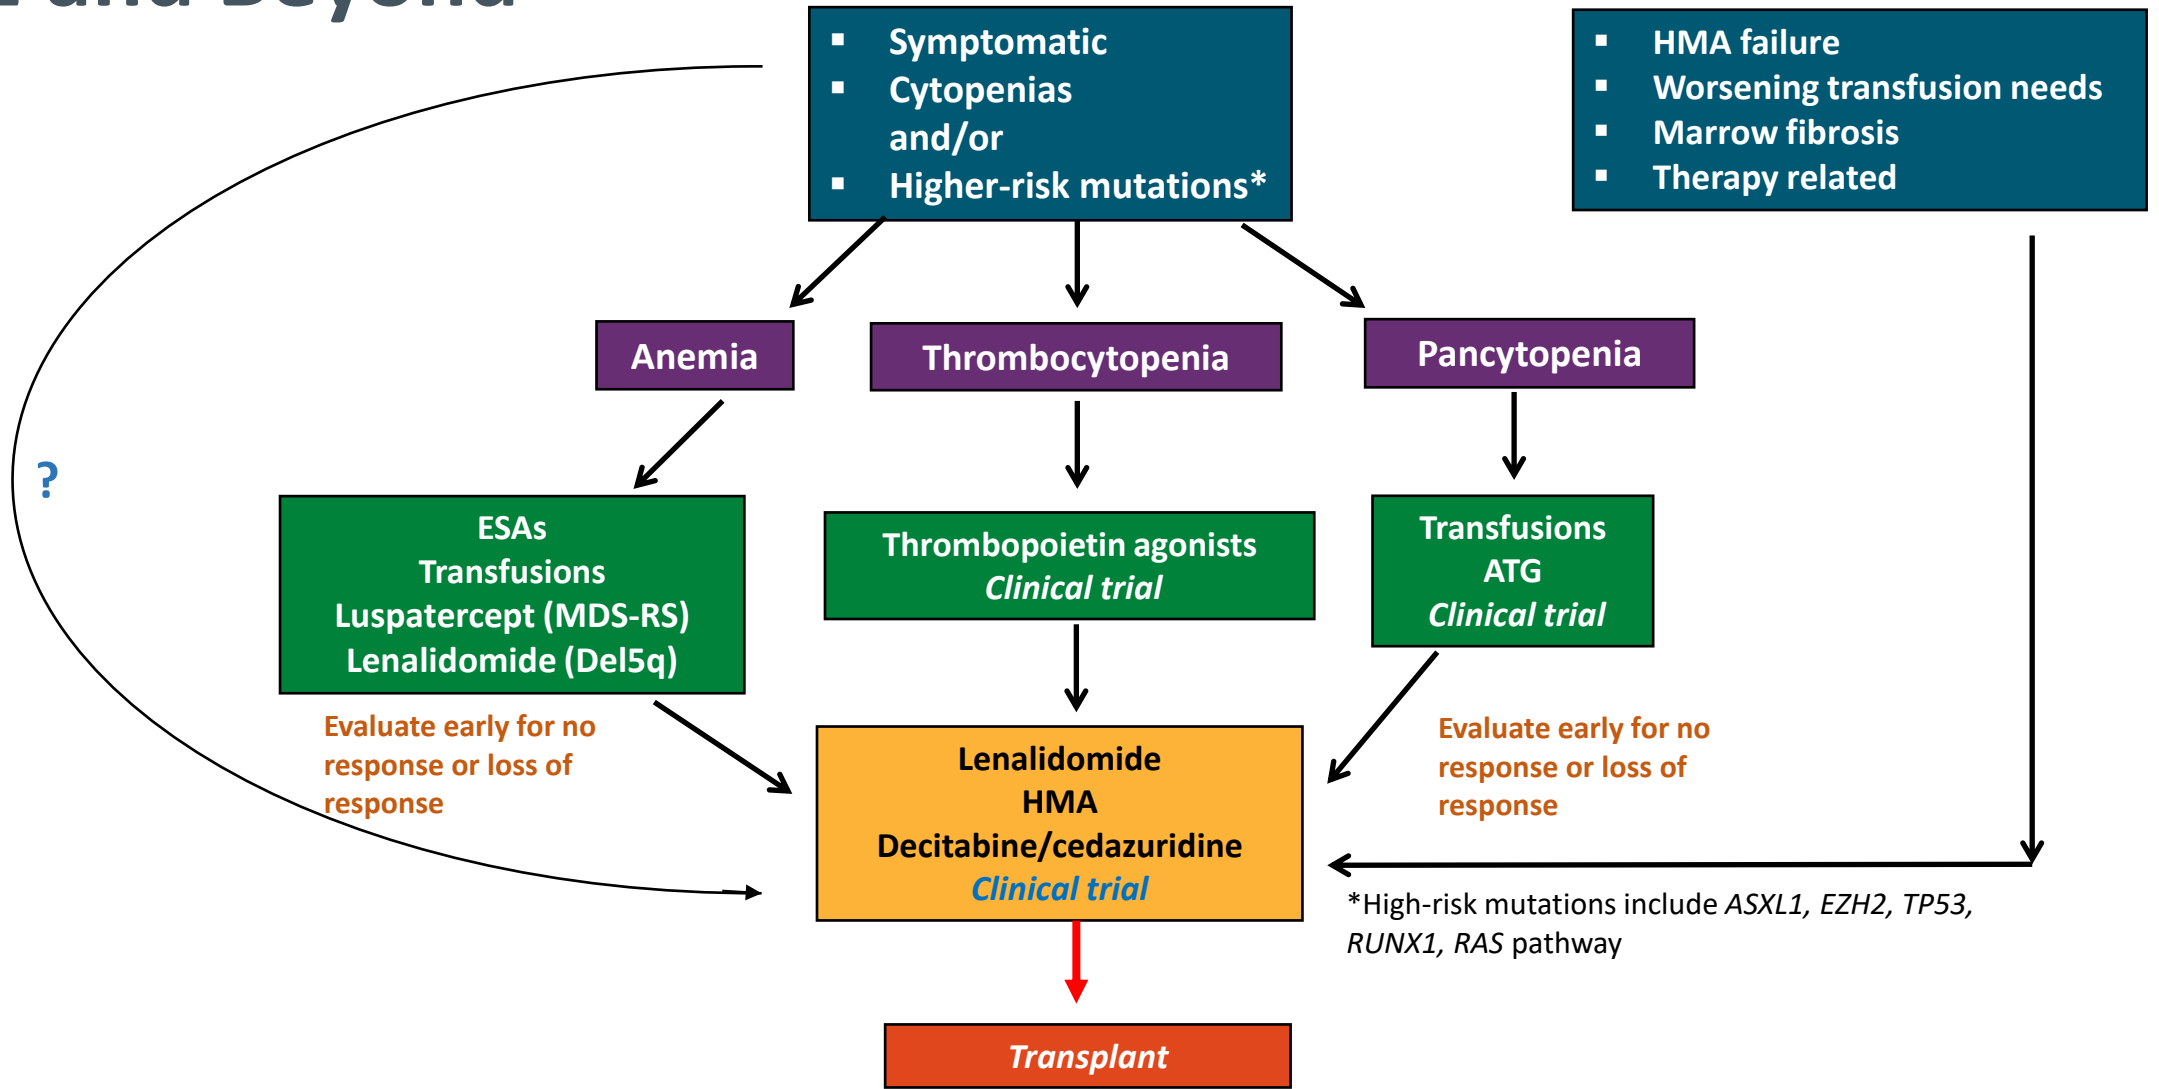 and Beyond
▪ Symptomatic
▪ Cytopenias
and/or
▪ Higher-risk mutations*
▪ HMA failure
▪ Worsening transfusion needs
▪ Marrow fibrosis
▪ Therapy related
Anemia
Thrombocytopenia
Pancytopenia
?
ESAs
Transfusions
Luspatercept (MDS-RS)
Lenalidomide (Del5q)
Thrombopoietin agonists
Clinical trial
Transfusions
ATG
Clinical trial
Evaluate early for no
response or loss of
response
Lenalidomide
HMA
Decitabine/cedazuridine
Clinical trial
Evaluate early for no
response or loss of
response
*High-risk mutations include ASXL1, EZH2, TP53,
RUNX1, RAS pathway
Transplant